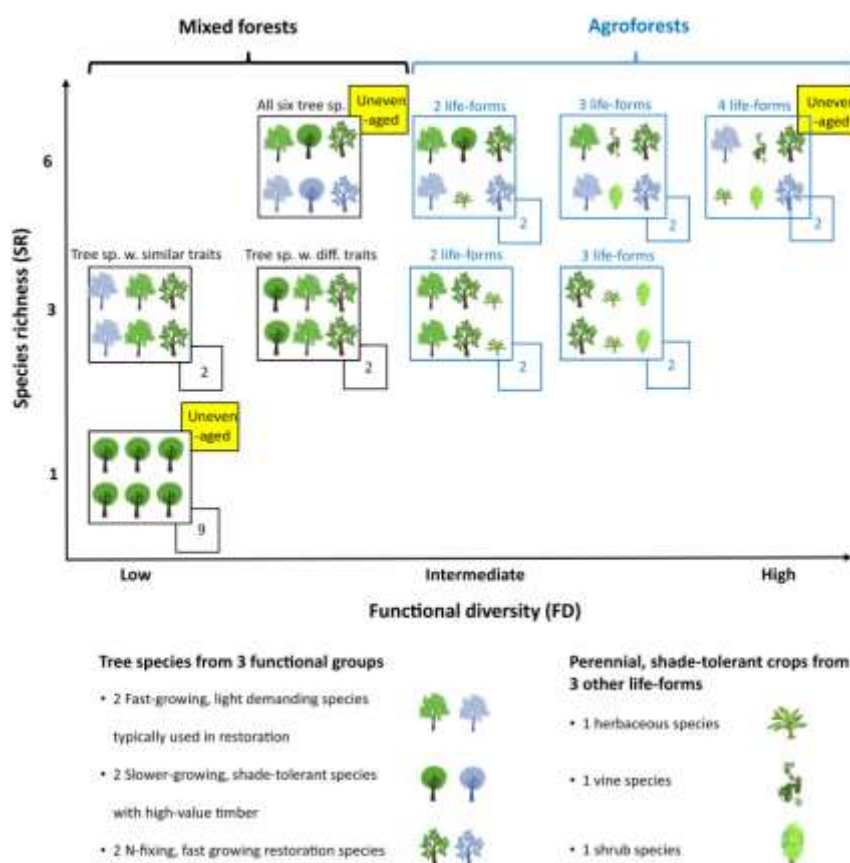 Mixed forests
Agroforests
All six tree sp.
Uneven
-aged
2 life-forms
3 life-forms
4 life-forms
Uneven
-aged
6
2
2
2
Tree sp. w. similar traits
Tree sp. w. diff. traits
2 life-forms
3 life-forms
3
2
2
2
2
Species richness (SR)
Uneven
-aged
1
9
Low
Intermediate
High
Functional diversity (FD)
Tree species from 3 functional groups
• 2 Fast-growing, light demanding species
typically used in restoration
• 2 Slower-growing, shade-tolerant species
with high-value timber
• 2 N-fixing, fast growing restoration species
Perennial, shade-tolerant crops from
3 other life-forms
• 1 herbaceous species
• 1 vine species
• 1 shrub species